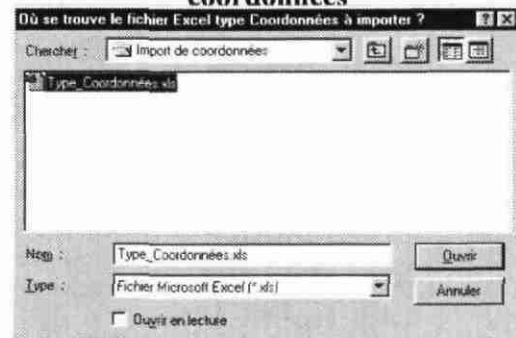 coordonnées
Où se trouve le fichier Excel type Coordonnées à importer ?
Chercher : Import de coordonnées
Type_Coordonnées.xls
Nom : Type_Coordonnées.xls Ouvrir
Type : Fichier Microsoft Excel (*.xls) Annuler
Ouvrir en lecture